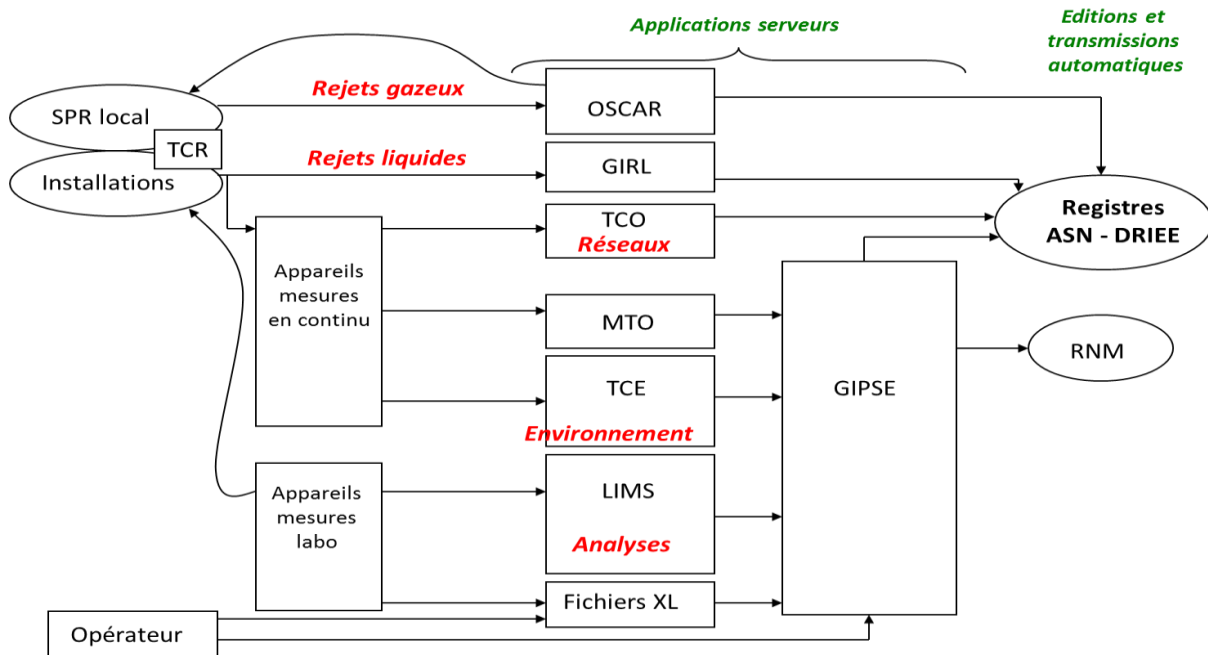 Applications serveurs
Editions et
transmissions
automatiques
Rejets gazeux
SPR local
OSCAR
TCR
Rejets liquides
GIRL
Installations
TCO
Réseaux
Registres
ASN - DRIEE
Appareils
mesures
en continu
MTO
RNM
TCE
GIPSE
Environnement
Appareils
mesures
labo
LIMS
Analyses
Fichiers XL
Opérateur